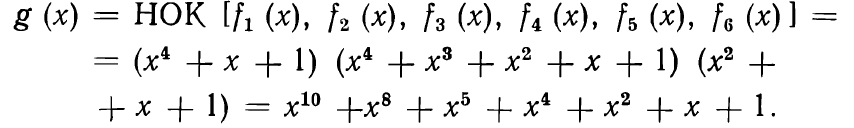 g (x) = НОК [f₁ (x), f₂ (x), f₃ (x), f₄ (x), f₅ (x), f₆ (x)] =
= (x⁴ + x + 1) (x⁴ + x³ + x² + x + 1) (x² +
+ x + 1) = x¹⁰ +x⁸ + x⁵ + x⁴ + x² + x + 1.